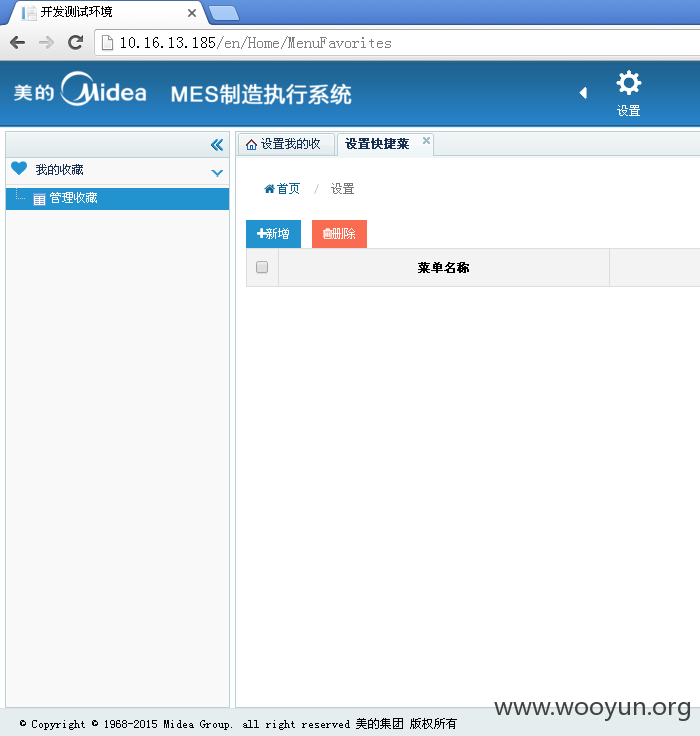 开发测试环境
10.16.13.185/en/Home/MenuFavorites
美的 Midea MES制造执行系统
设置
设置我的收
设置快捷菜
我的收藏
管理收藏
首页 / 设置
新增
删除
菜单名称
www.wooyun.org
© Copyright © 1968-2015 Midea Group. all right reserved 美的集团 版权所有